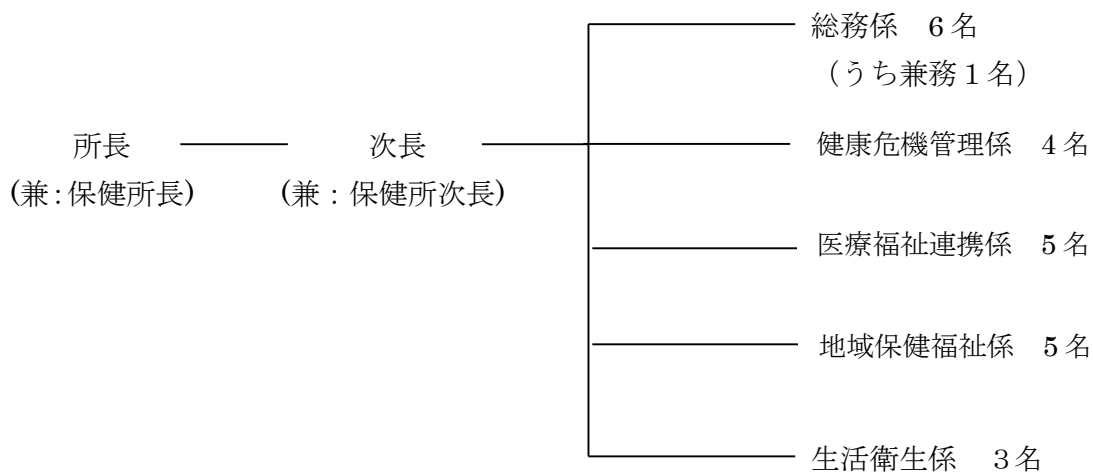 総務係　6名
（うち兼務１名）
所長
次長
健康危機管理係　4名
(兼：保健所長)
(兼：保健所次長)
医療福祉連携係　5名
地域保健福祉係　5名
生活衛生係　３名